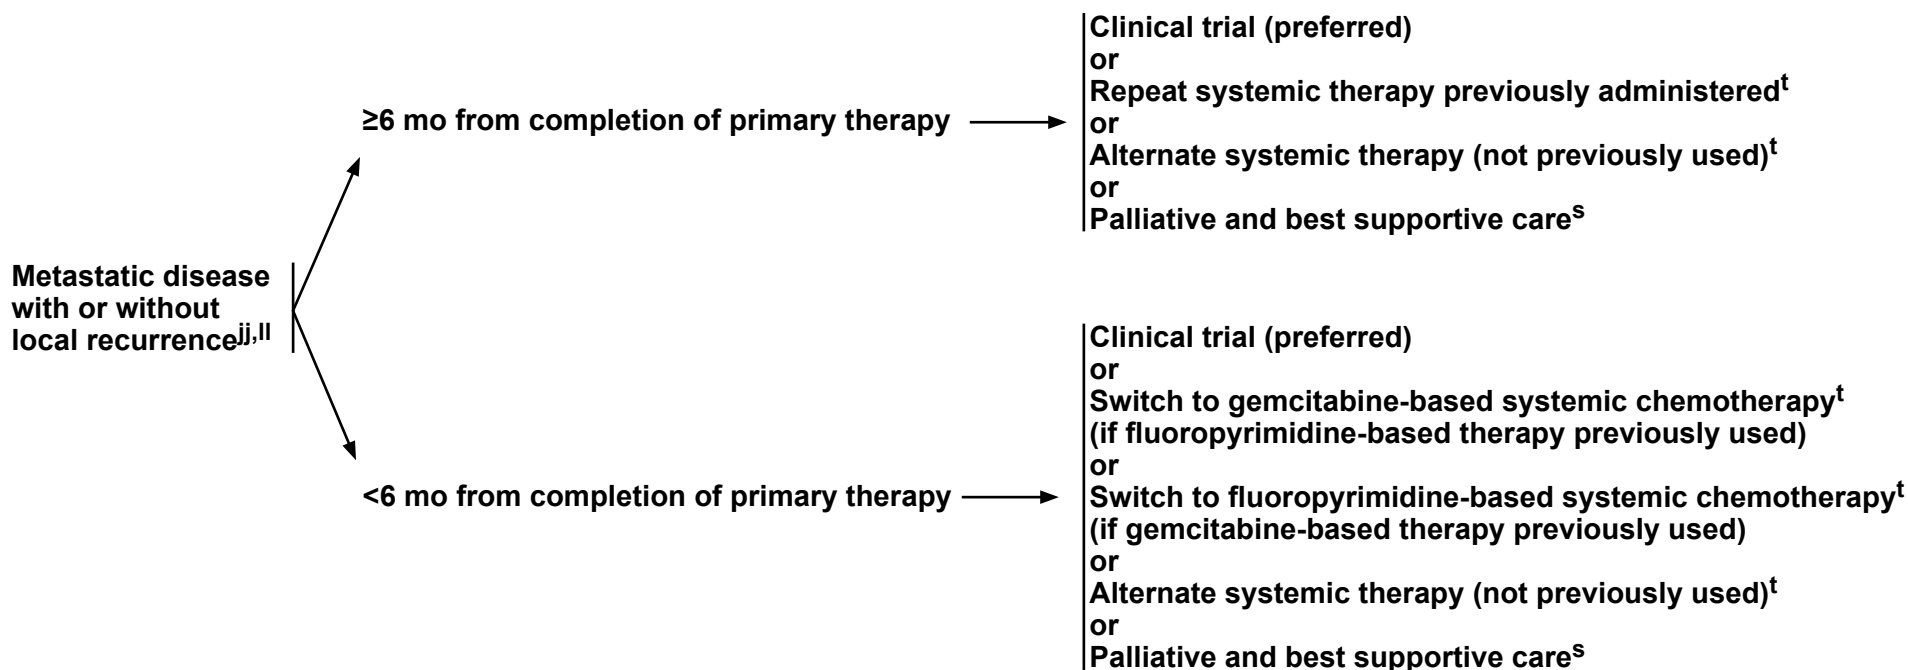 Metastatic disease
with or without
local recurrencejj,ll
≥6 mo from completion of primary therapy
Clinical trial (preferred)
or
Repeat systemic therapy previously administeredt
or
Alternate systemic therapy (not previously used)t
or
Palliative and best supportive cares
<6 mo from completion of primary therapy
Clinical trial (preferred)
or
Switch to gemcitabine-based systemic chemotherapyt
(if fluoropyrimidine-based therapy previously used)
or
Switch to fluoropyrimidine-based systemic chemotherapyt
(if gemcitabine-based therapy previously used)
or
Alternate systemic therapy (not previously used)t
or
Palliative and best supportive cares